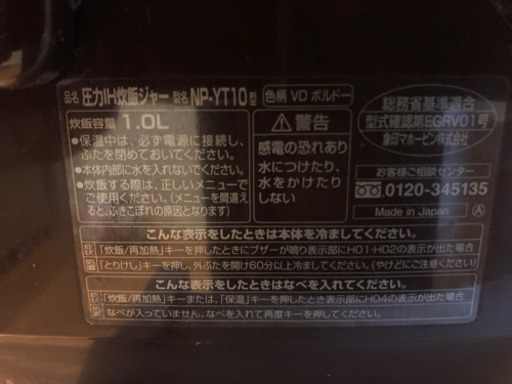 品名 圧力IH炊飯ジャー 型名 NP-YT10型 色柄 VD ボルドー
炊飯容量 1.0L
●保温中は、必ず電源に接続し、
ふたを閉めておいてください。
●本体内部に水を入れないでください。
●炊飯する際は、正しいメニューで
ご使用ください。(メニューを間違え
ると、ふきこぼれの原因となります)
⚠警告
感電の恐れあり
水につけたり、
水をかけたり
しない
総務省基準適合
型式確認第EGRV01号
象印マホービン株式会社
お客様ご相談センター
0120-345135
Made in Japan Ⓐ
こんな表示をしたときは本体を冷ましてください。
症状 「炊飯/再加熱」キーを押したときにブザーが鳴り表示部にH01・H02の表示が出た場合
処置 「とりけし」キーを押し、外ぶたを開け60分以上冷ましてください。(やけどにご注意ください)
こんな表示をしたときはなべを入れてください。
症状 「炊飯/再加熱」キーまたは、「保温」キーを押したときに表示部にH04の表示が出た場合
処置 なべが入っていません。なべを入れて再度キーを押してください。